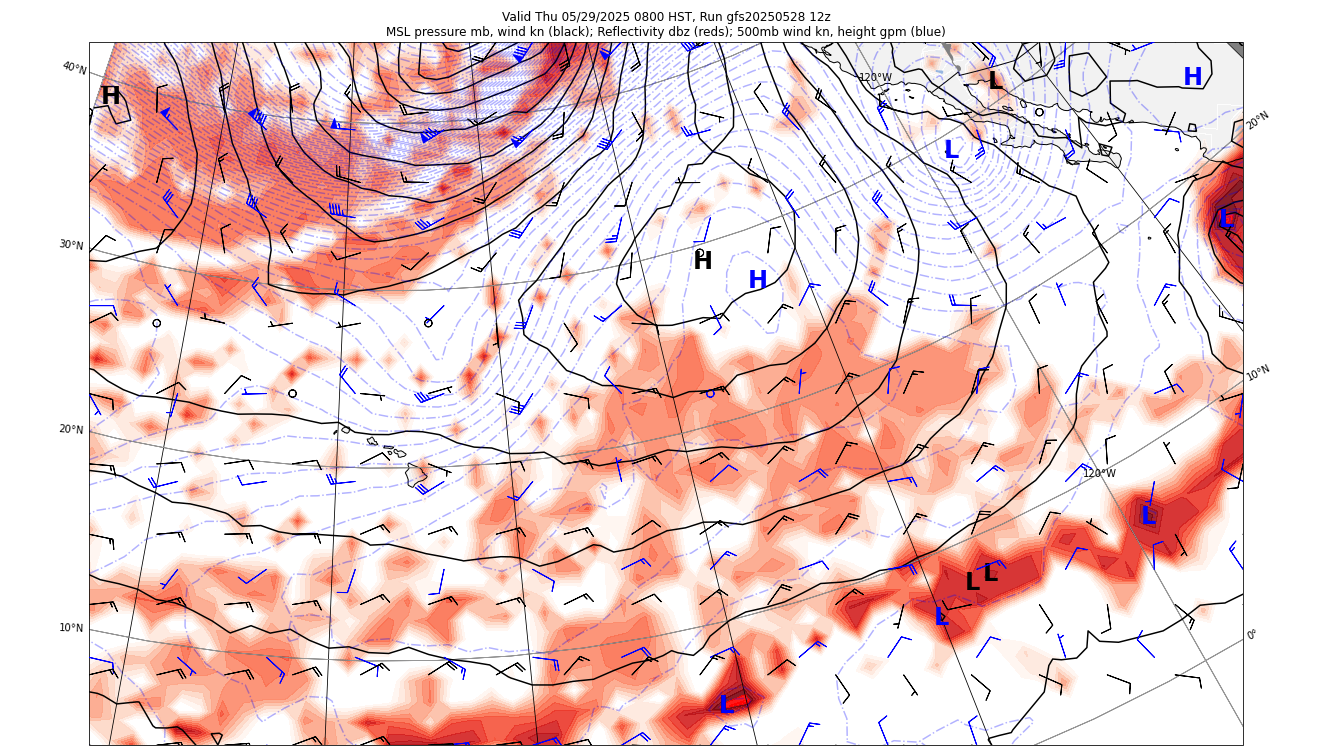 Valid Thu 05/29/2025 0800 HST, Run gfs20250528 12z
MSL pressure mb, wind kn (black); Reflectivity dbz (reds); 500mb wind kn, height gpm (blue)
40°N
120°W
L
H
H
20°N
L
L
30°N
H
H
10°N
20°N
120°W
L
L
L
L
10°N
0°
L